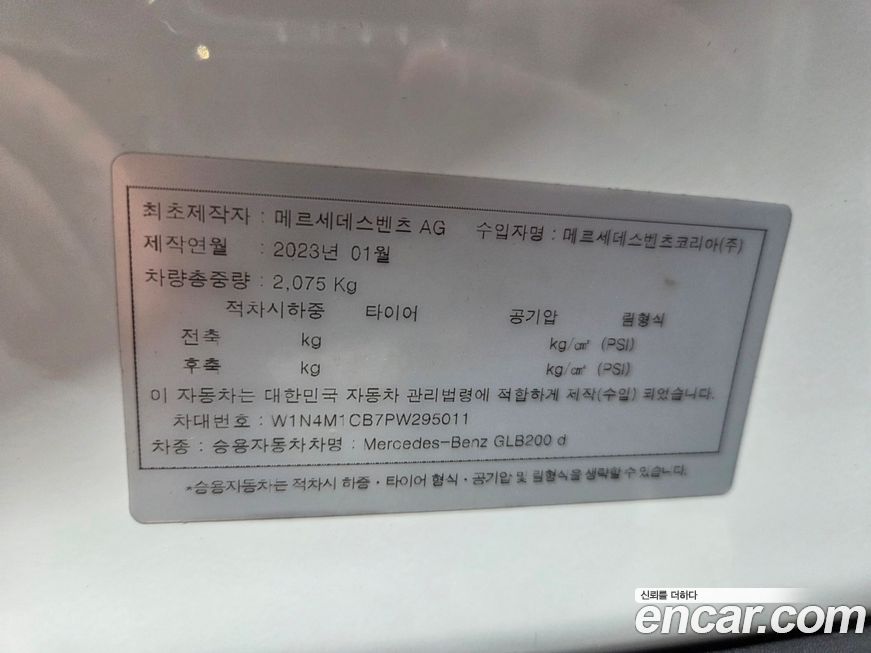 최초제작자 : 메르세데스벤츠 AG 수입자명 : 메르세데스벤츠코리아(주)
제작연월 : 2023년 01월
차량총중량 : 2,075 Kg
적차시하중 타이어 공기압 림형식
전축 kg kg/㎠ (PSI)
후축 kg kg/㎠ (PSI)
이 자동차는 대한민국 자동차 관리법령에 적합하게 제작(수입) 되었습니다.
차대번호 : W1N4M1CB7PW295011
차종 : 승용자동차차명 : Mercedes-Benz GLB200 d
*승용자동차는 적차시 하중·타이어 형식·공기압 및 림형식을 생략할 수 있습니다.
신뢰를 더하다
encar.com